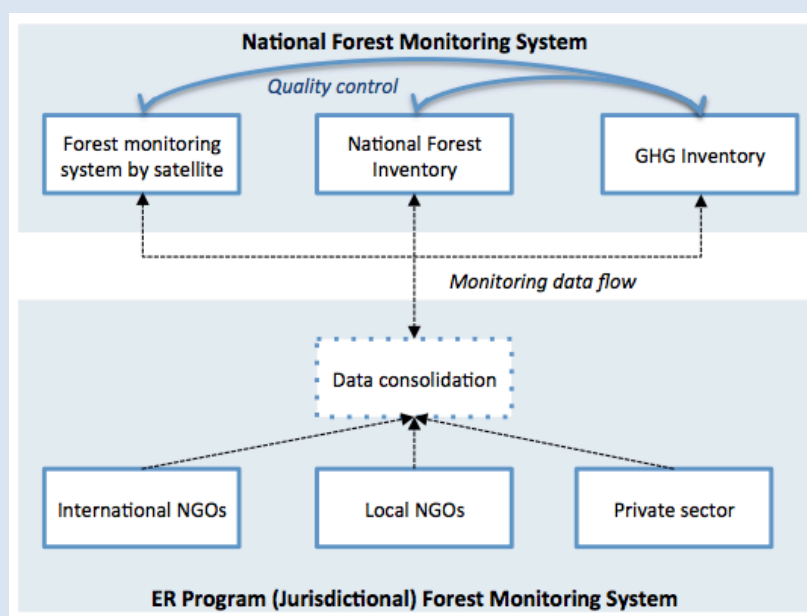 National Forest Monitoring System
Quality control
Forest monitoring
system by satellite
National Forest
Inventory
GHG Inventory
Monitoring data flow
Data consolidation
International NGOs
Local NGOs
Private sector
ER Program (Jurisdictional) Forest Monitoring System